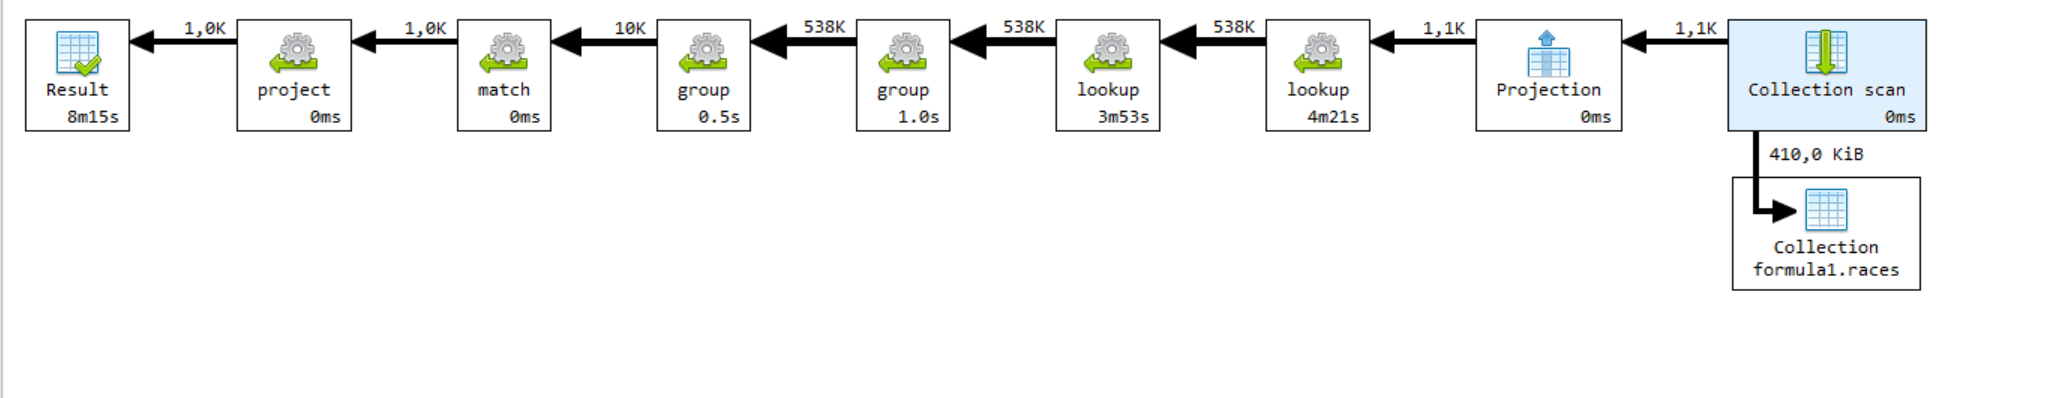 1,0K
1,0K
10K
538K
538K
538K
1,1K
1,1K
Result
8m15s
project
0ms
match
0ms
group
0.5s
group
1.0s
lookup
3m53s
lookup
4m21s
Projection
0ms
Collection scan
0ms
410,0 KiB
Collection
formula1.races